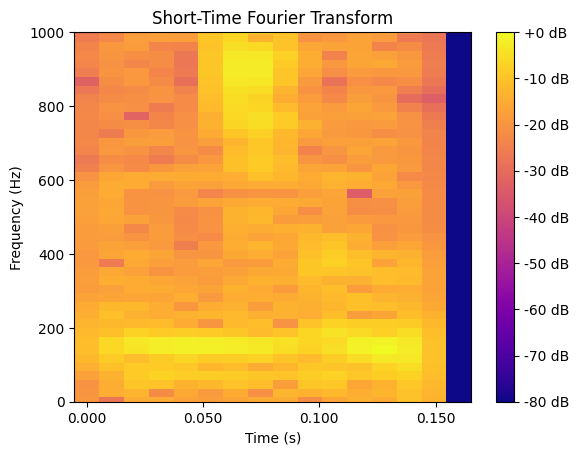 Short-Time Fourier Transform
1000
800
600
400
200
0
Frequency (Hz)
0.000
0.050
0.100
0.150
Time (s)
+0 dB
-10 dB
-20 dB
-30 dB
-40 dB
-50 dB
-60 dB
-70 dB
-80 dB